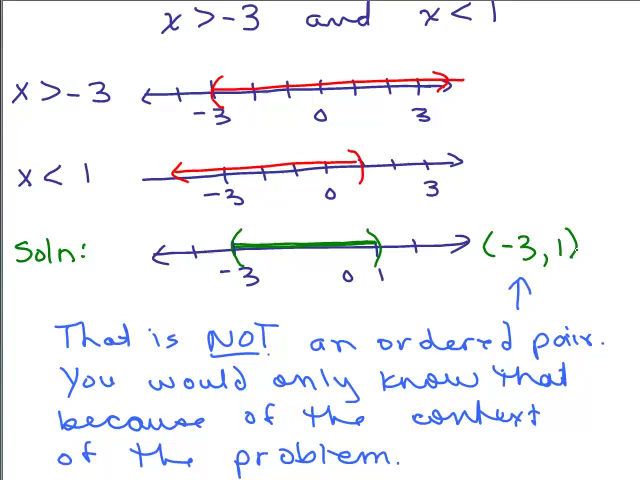 x > -3 and x < 1
x > -3
-3 0 3
x < 1
-3 0 3
Soln:
-3 0 1
(-3, 1)
That is NOT an ordered pair.
You would only know that
because of the context
of the problem.